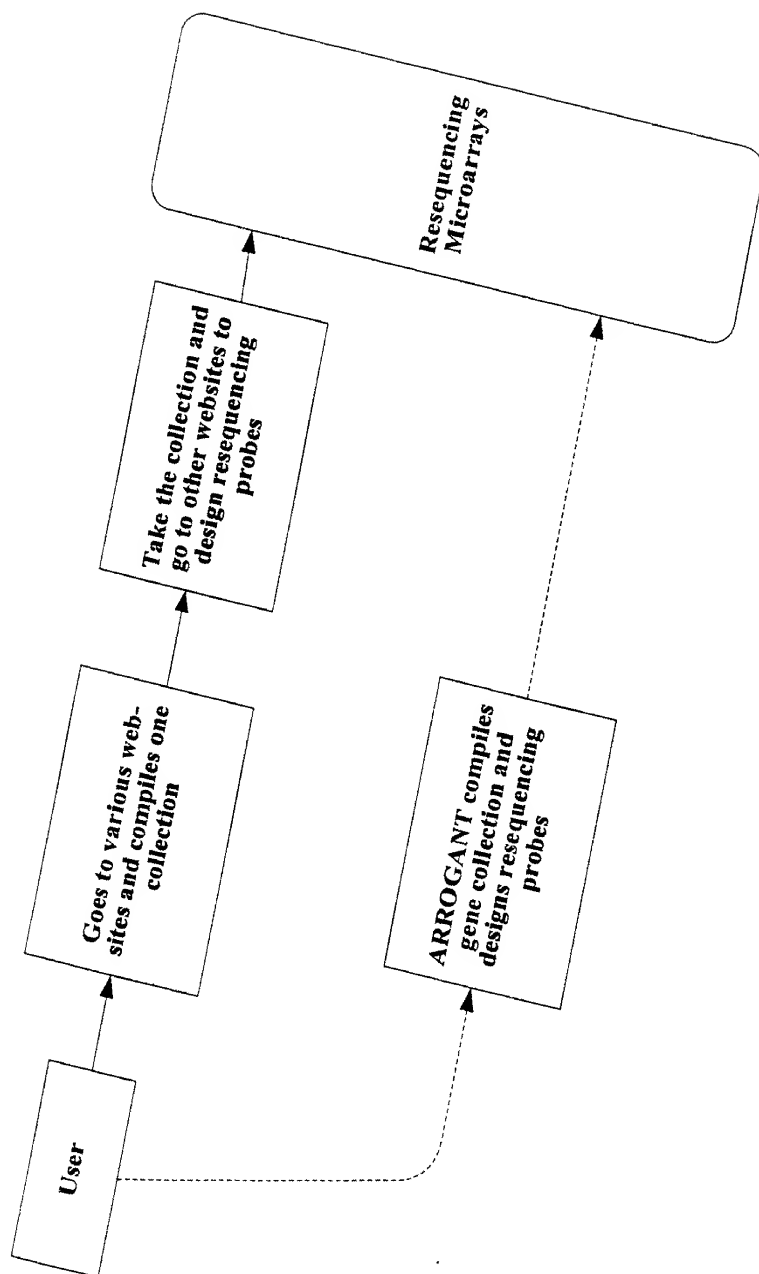 User
Goes to various web-
sites and compiles one
collection
Take the collection and
go to other websites to
design resequencing
probes
ARROGANT compiles
gene collection and
designs resequencing
probes
Resequencing
Microarrays